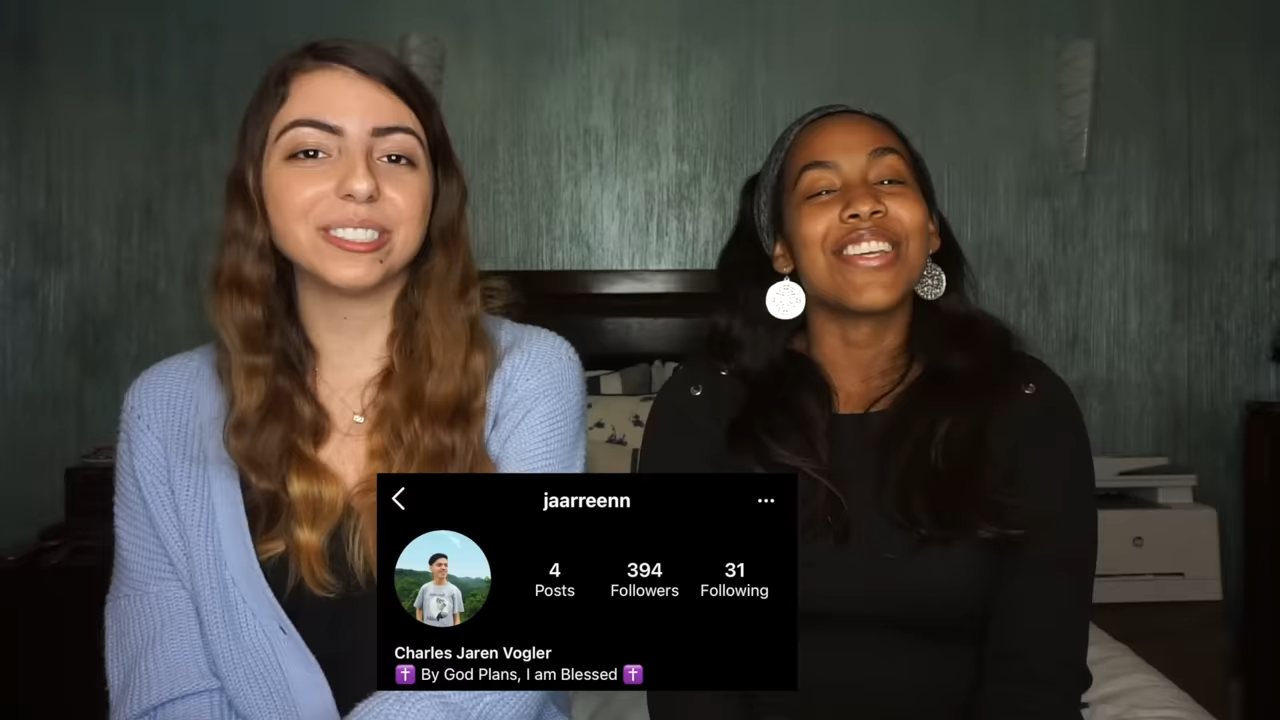 jaarreenn
4 394 31
Posts Followers Following
Charles Jaren Vogler
✝️ By God Plans, I am Blessed ✝️